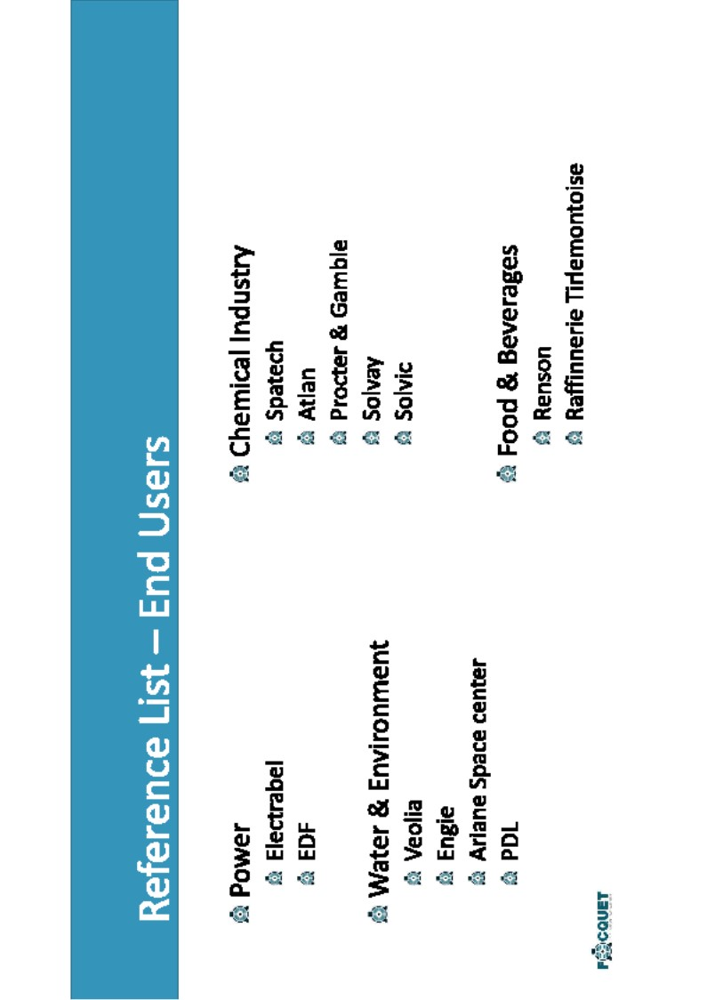 Reference List – End Users
Power
Electrabel
EDF
Water & Environment
Veolia
Engie
Ariane Space center
PDL
Chemical Industry
Spatech
Atlan
Procter & Gamble
Solvay
Solvic
Food & Beverages
Renson
Raffinnerie Tirlemontoise
FOCQUET